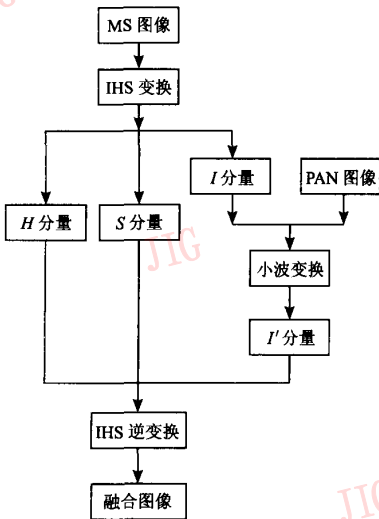 MS 图像
IHS 变换
I 分量
PAN 图像
H 分量
S 分量
JIG
小波变换
I' 分量
IHS 逆变换
融合图像
JIG